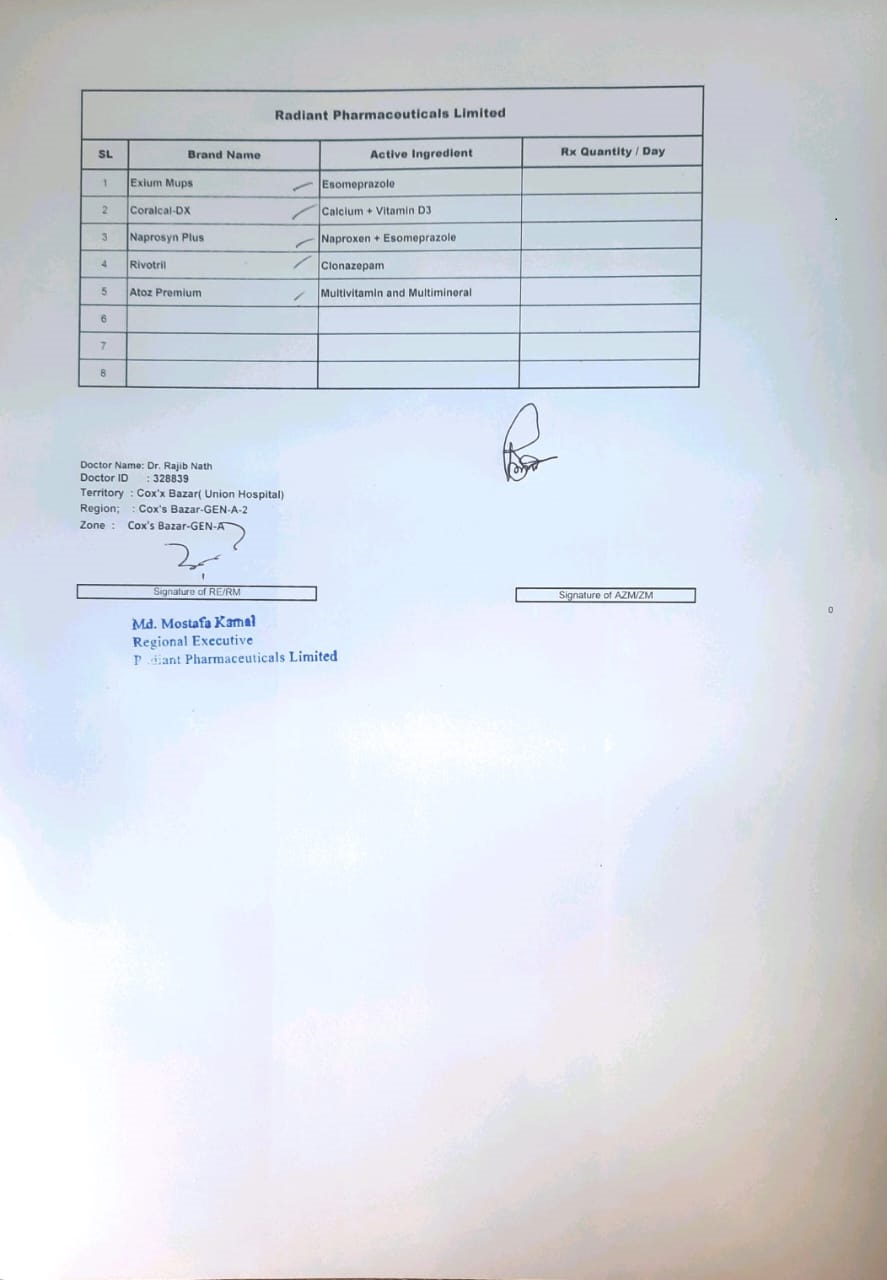 Radiant Pharmaceuticals Limited
SL Brand Name Active Ingredient Rx Quantity / Day
1 Exium Mups Esomeprazole
2 Coralcal-DX Calcium + Vitamin D3
3 Naprosyn Plus Naproxen + Esomeprazole
4 Rivotril Clonazepam
5 Atoz Premium Multivitamin and Multimineral
6
7
8
Doctor Name: Dr. Rajib Nath
Doctor ID : 328839
Territory : Cox'x Bazar( Union Hospital)
Region; : Cox's Bazar-GEN-A-2
Zone : Cox's Bazar-GEN-A
Signature of RE/RM Signature of AZM/ZM
Md. Mostafa Kamal
Regional Executive
Radiant Pharmaceuticals Limited